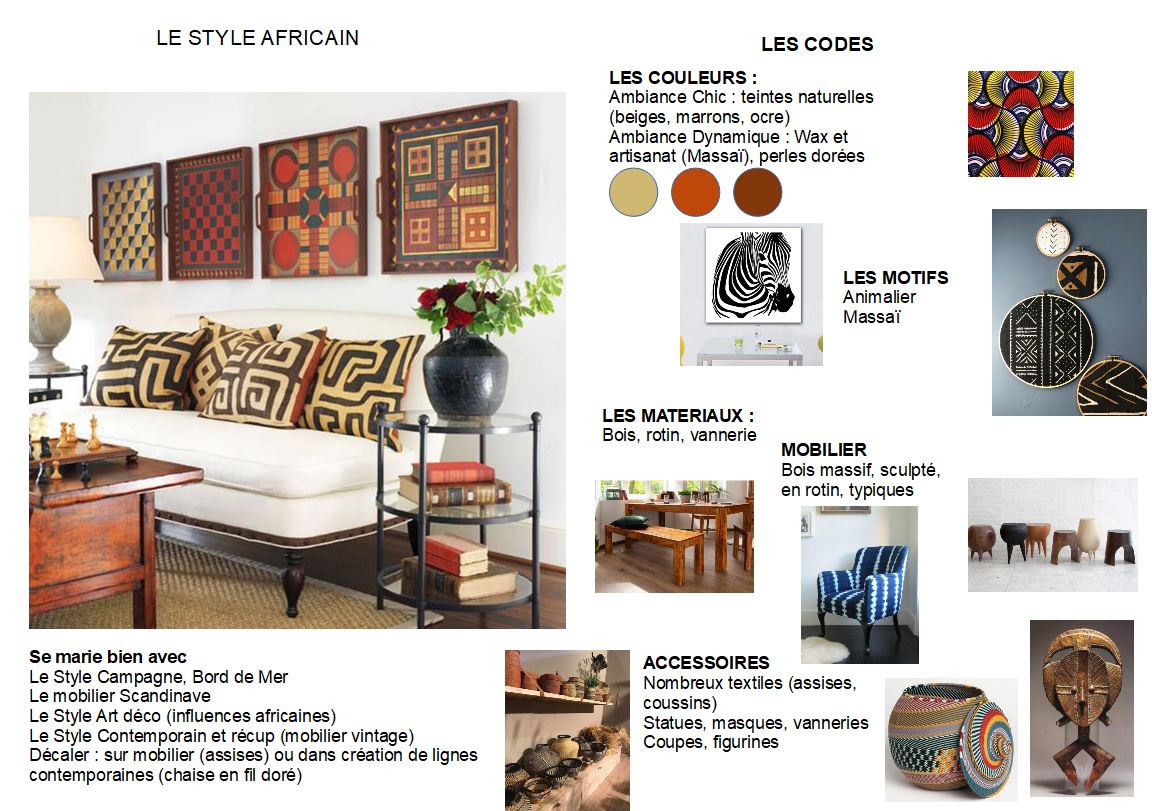 LE STYLE AFRICAIN
LES CODES
LES COULEURS :
Ambiance Chic : teintes naturelles
(beiges, marrons, ocre)
Ambiance Dynamique : Wax et
artisanat (Massaï), perles dorées
LES MOTIFS
Animalier
Massaï
LES MATERIAUX :
Bois, rotin, vannerie
MOBILIER
Bois massif, sculpté,
en rotin, typiques
Se marie bien avec
Le Style Campagne, Bord de Mer
Le mobilier Scandinave
Le Style Art déco (influences africaines)
Le Style Contemporain et récup (mobilier vintage)
Décaler : sur mobilier (assises) ou dans création de lignes
contemporaines (chaise en fil doré)
ACCESSOIRES
Nombreux textiles (assises,
coussins)
Statues, masques, vanneries
Coupes, figurines